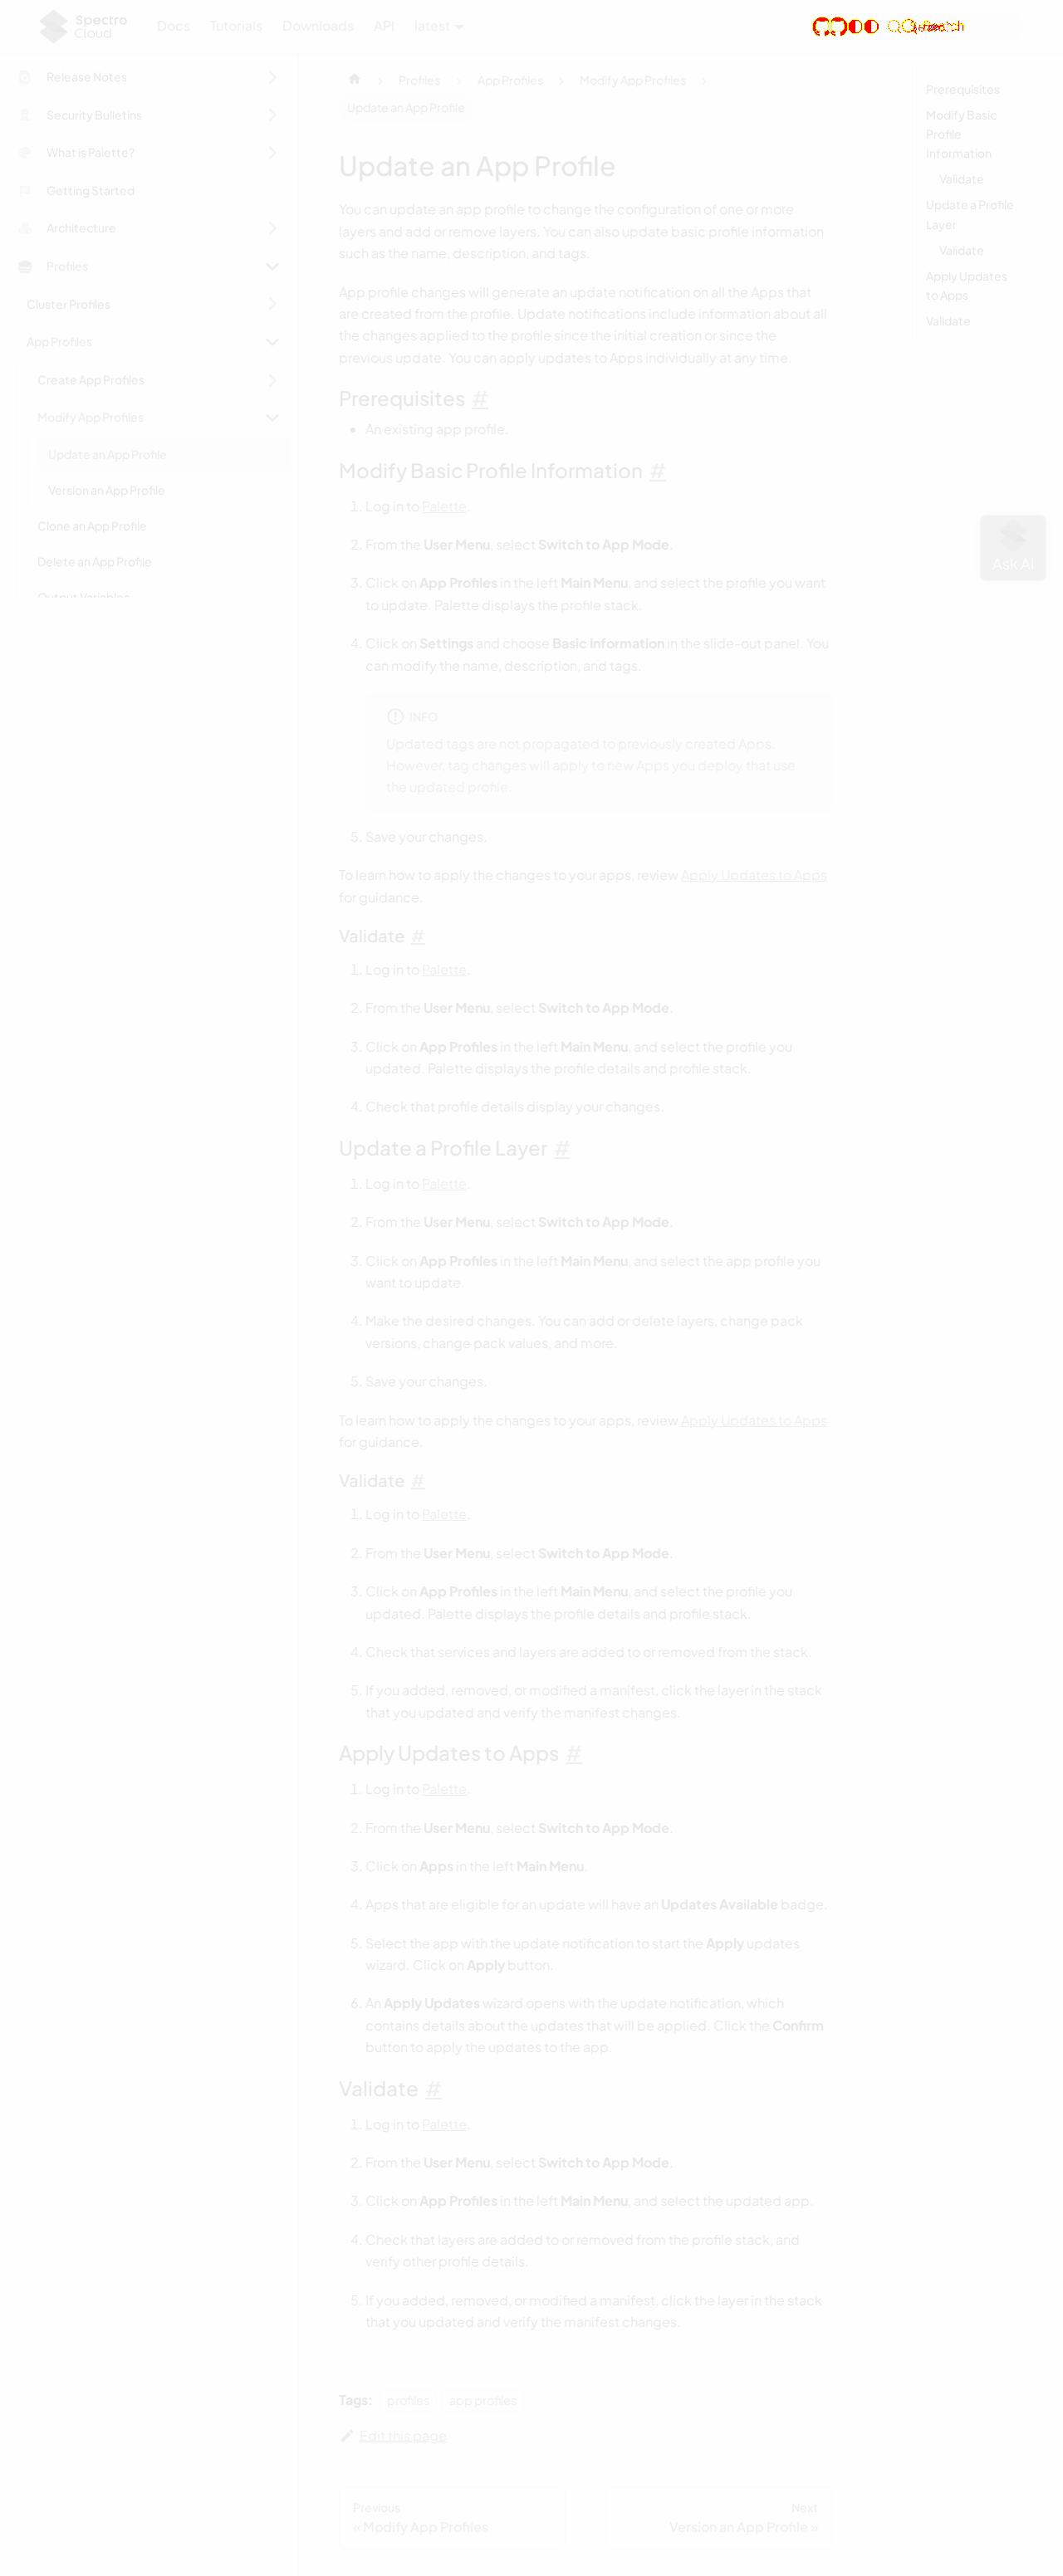 Spectro Cloud
Docs Tutorials Downloads API latest
Search
Release Notes
Security Bulletins
What is Palette?
Getting Started
Architecture
Profiles
Cluster Profiles
App Profiles
Create App Profiles
Modify App Profiles
Update an App Profile
Version an App Profile
Clone an App Profile
Delete an App Profile
Output Variables
Profiles > App Profiles > Modify App Profiles >
Update an App Profile
Update an App Profile
You can update an app profile to change the configuration of one or more
layers and add or remove layers. You can also update basic profile information
such as the name, description, and tags.
App profile changes will generate an update notification on all the Apps that
are created from the profile. Update notifications include information about all
the changes applied to the profile since the initial creation or since the
previous update. You can apply updates to Apps individually at any time.
Prerequisites #
• An existing app profile.
Modify Basic Profile Information #
1. Log in to Palette.
2. From the User Menu, select Switch to App Mode.
3. Click on App Profiles in the left Main Menu, and select the profile you want
to update. Palette displays the profile stack.
4. Click on Settings and choose Basic Information in the slide-out panel. You
can modify the name, description, and tags.
INFO
Updated tags are not propagated to previously created Apps.
However, tag changes will apply to new Apps you deploy that use
the updated profile.
5. Save your changes.
To learn how to apply the changes to your apps, review Apply Updates to Apps
for guidance.
Validate #
1. Log in to Palette.
2. From the User Menu, select Switch to App Mode.
3. Click on App Profiles in the left Main Menu, and select the profile you
updated. Palette displays the profile details and profile stack.
4. Check that profile details display your changes.
Update a Profile Layer #
1. Log in to Palette.
2. From the User Menu, select Switch to App Mode.
3. Click on App Profiles in the left Main Menu, and select the app profile you
want to update.
4. Make the desired changes. You can add or delete layers, change pack
versions, change pack values, and more.
5. Save your changes.
To learn how to apply the changes to your apps, review Apply Updates to Apps
for guidance.
Validate #
1. Log in to Palette.
2. From the User Menu, select Switch to App Mode.
3. Click on App Profiles in the left Main Menu, and select the profile you
updated. Palette displays the profile details and profile stack.
4. Check that services and layers are added to or removed from the stack.
5. If you added, removed, or modified a manifest, click the layer in the stack
that you updated and verify the manifest changes.
Apply Updates to Apps #
1. Log in to Palette.
2. From the User Menu, select Switch to App Mode.
3. Click on Apps in the left Main Menu.
4. Apps that are eligible for an update will have an Updates Available badge.
5. Select the app with the update notification to start the Apply updates
wizard. Click on Apply button.
6. An Apply Updates wizard opens with the update notification, which
contains details about the updates that will be applied. Click the Confirm
button to apply the updates to the app.
Validate #
1. Log in to Palette.
2. From the User Menu, select Switch to App Mode.
3. Click on App Profiles in the left Main Menu, and select the updated app.
4. Check that layers are added to or removed from the profile stack, and
verify other profile details.
5. If you added, removed, or modified a manifest, click the layer in the stack
that you updated and verify the manifest changes.
Tags: profiles app profiles
Edit this page
Previous
« Modify App Profiles
Next
Version an App Profile »
Prerequisites
Modify Basic
Profile
Information
Validate
Update a Profile
Layer
Validate
Apply Updates
to Apps
Validate
Ask AI